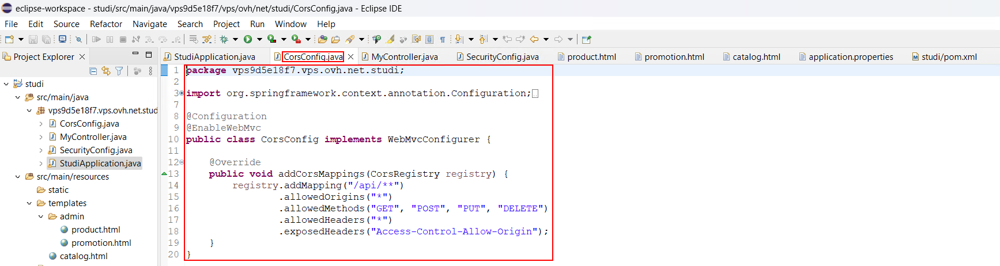 eclipse-workspace - studi/src/main/java/vps9d5e18f7/vps/ovh/net/studi/CorsConfig.java - Eclipse IDE
File Edit Source Refactor Navigate Search Project Run Window Help
Project Explorer
StudiApplication.java CorsConfig.java MyController.java SecurityConfig.java product.html promotion.html catalog.html application.properties studi/pom.xml
studi
src/main/java
vps9d5e18f7.vps.ovh.net.stud
CorsConfig.java
MyController.java
SecurityConfig.java
StudiApplication.java
src/main/resources
static
templates
admin
product.html
promotion.html
catalog.html
1 package vps9d5e18f7.vps.ovh.net.studi;
2
3 import org.springframework.context.annotation.Configuration;
7
8 @Configuration
9 @EnableWebMvc
10 public class CorsConfig implements WebMvcConfigurer {
11
12 @Override
13 public void addCorsMappings(CorsRegistry registry) {
14 registry.addMapping("/api/**")
15 .allowedOrigins("*")
16 .allowedMethods("GET", "POST", "PUT", "DELETE")
17 .allowedHeaders("*")
18 .exposedHeaders("Access-Control-Allow-Origin");
19 }
20 }